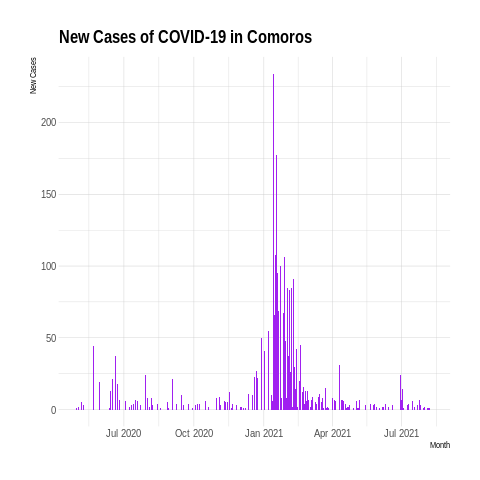 New Cases of COVID-19 in Comoros
New Cases
200
150
100
50
0
Jul 2020 Oct 2020 Jan 2021 Apr 2021 Jul 2021
Month